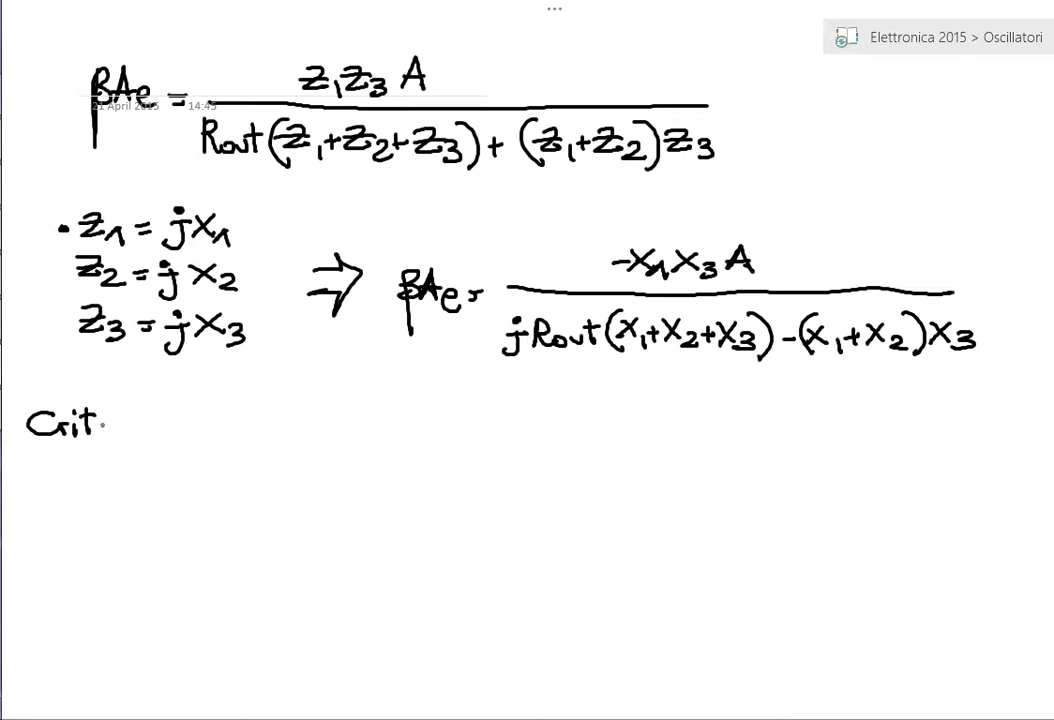 Elettronica 2015 > Oscillatori
βAe = Z₁Z₃A / Rout(Z₁+Z₂+Z₃) + (Z₁+Z₂)Z₃
21 April 2015 14:45
• Z₁ = jX₁
Z₂ = jX₂
Z₃ = jX₃
⇒ βAe = -X₁X₃A / jRout(X₁+X₂+X₃) - (X₁+X₂)X₃
Crit